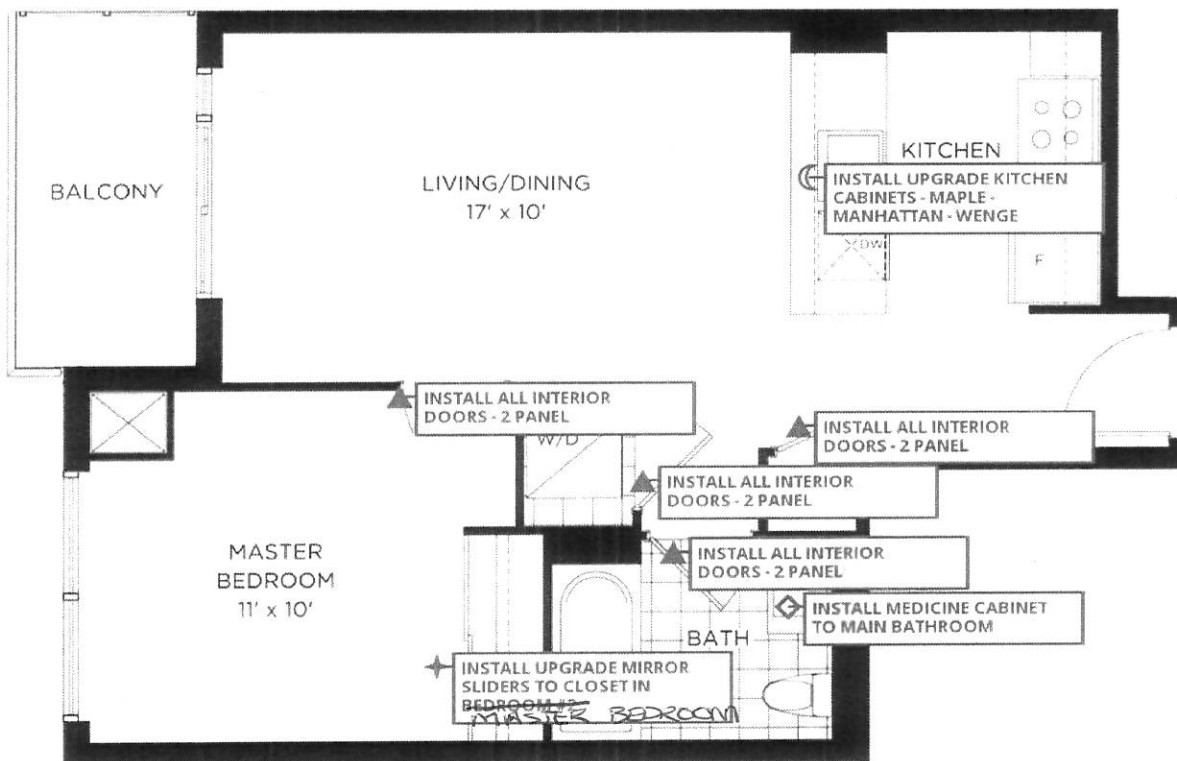 BALCONY
LIVING/DINING
17' x 10'
KITCHEN
INSTALL UPGRADE KITCHEN
CABINETS - MAPLE -
MANHATTAN - WENGE
DW
F
INSTALL ALL INTERIOR
DOORS - 2 PANEL
W/D
INSTALL ALL INTERIOR
DOORS - 2 PANEL
INSTALL ALL INTERIOR
DOORS - 2 PANEL
INSTALL ALL INTERIOR
DOORS - 2 PANEL
MASTER
BEDROOM
11' x 10'
INSTALL MEDICINE CABINET
TO MAIN BATHROOM
BATH
INSTALL UPGRADE MIRROR
SLIDERS TO CLOSET IN
BEDROOM #2
MASTER BEDROOM